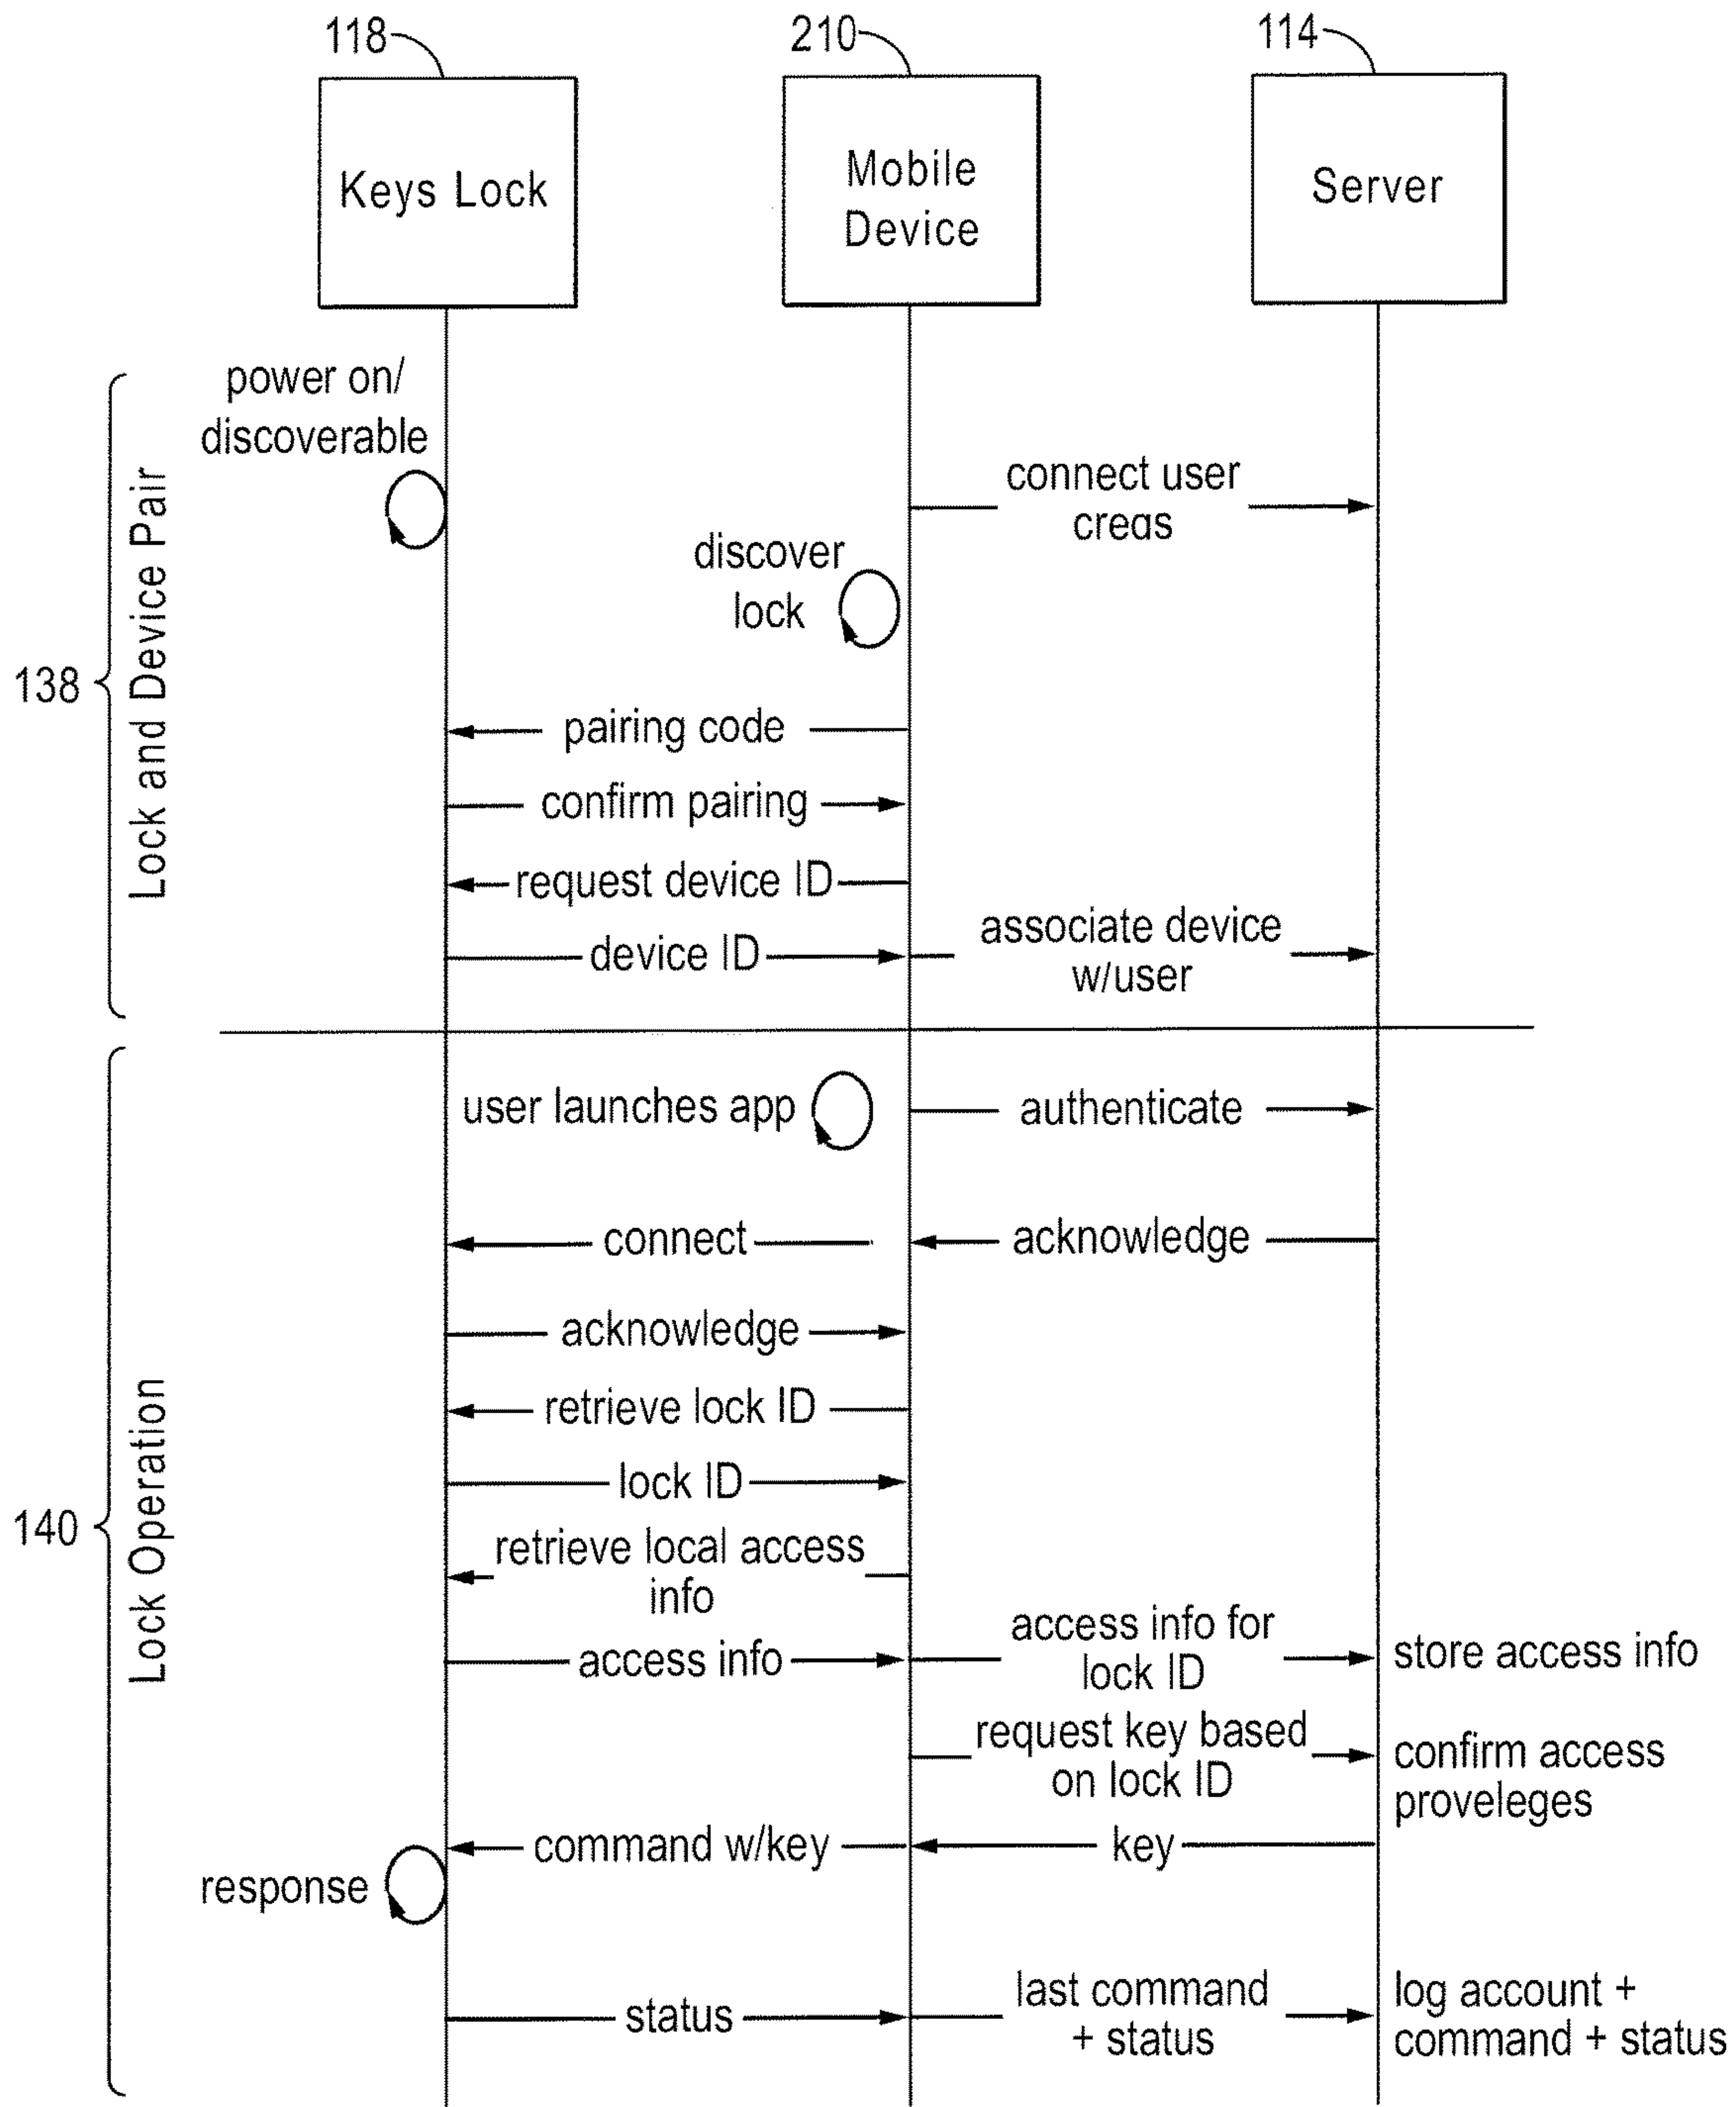 118
210
114
Keys Lock
Mobile
Device
Server
138
Lock and Device Pair
power on/
discoverable
connect user
creds
discover
lock
pairing code
confirm pairing
request device ID
device ID
associate device
w/user
140
Lock Operation
user launches app
authenticate
connect
acknowledge
acknowledge
retrieve lock ID
lock ID
retrieve local access
info
access info
access info for
lock ID
store access info
request key based
on lock ID
confirm access
proveleges
command w/key
key
response
status
last command
+ status
log account +
command + status